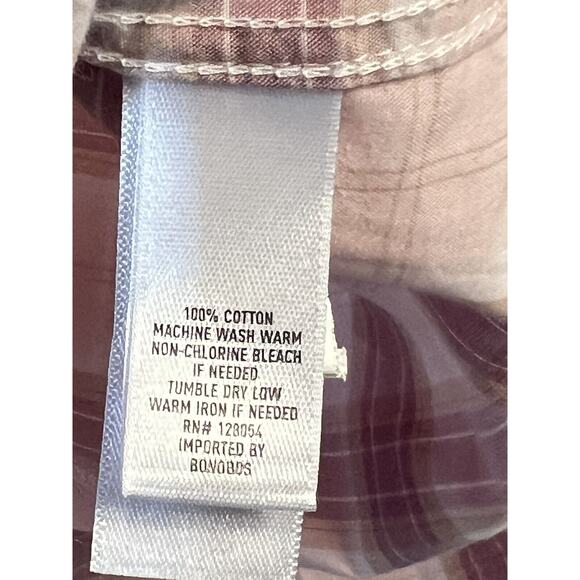 100% COTTON
MACHINE WASH WARM
NON-CHLORINE BLEACH
IF NEEDED
TUMBLE DRY LOW
WARM IRON IF NEEDED
RN# 128054
IMPORTED BY
BONOBOS